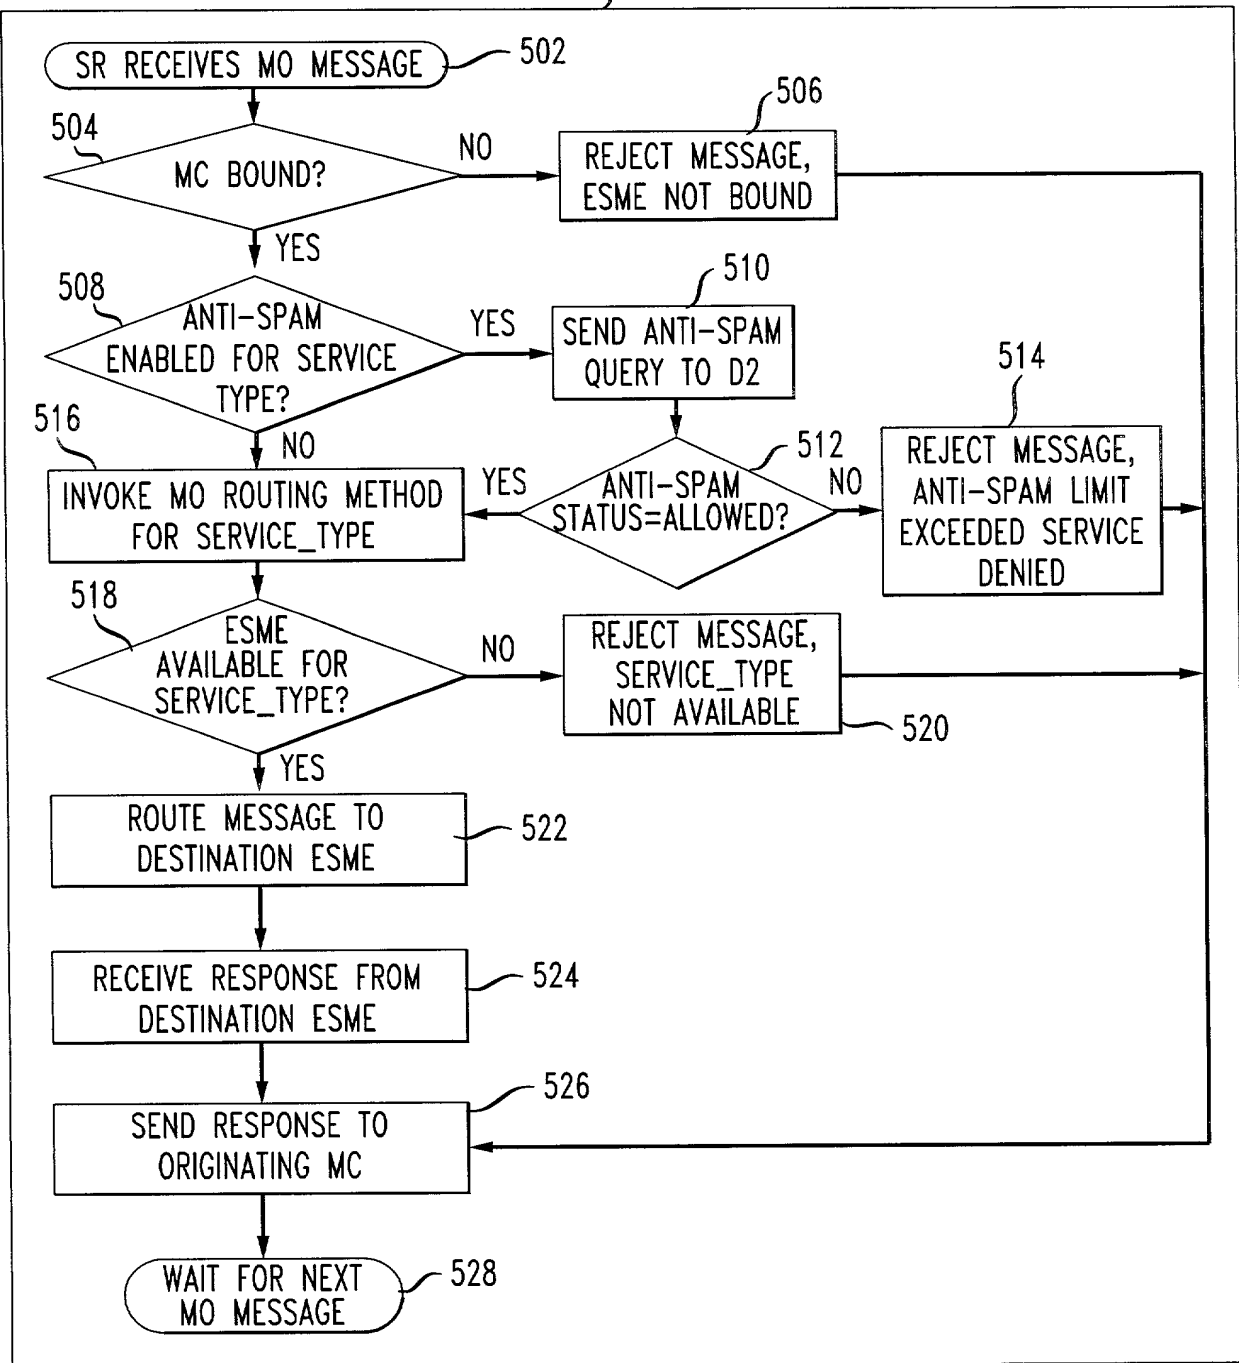 SR RECEIVES MO MESSAGE
502
504
MC BOUND?
NO
506
REJECT MESSAGE,
ESME NOT BOUND
YES
508
ANTI-SPAM
ENABLED FOR SERVICE
TYPE?
YES
510
SEND ANTI-SPAM
QUERY TO D2
NO
512
ANTI-SPAM
STATUS=ALLOWED?
YES
NO
514
REJECT MESSAGE,
ANTI-SPAM LIMIT
EXCEEDED SERVICE
DENIED
516
INVOKE MO ROUTING METHOD
FOR SERVICE_TYPE
518
ESME
AVAILABLE FOR
SERVICE_TYPE?
NO
REJECT MESSAGE,
SERVICE_TYPE
NOT AVAILABLE
520
YES
ROUTE MESSAGE TO
DESTINATION ESME
522
RECEIVE RESPONSE FROM
DESTINATION ESME
524
SEND RESPONSE TO
ORIGINATING MC
526
WAIT FOR NEXT
MO MESSAGE
528